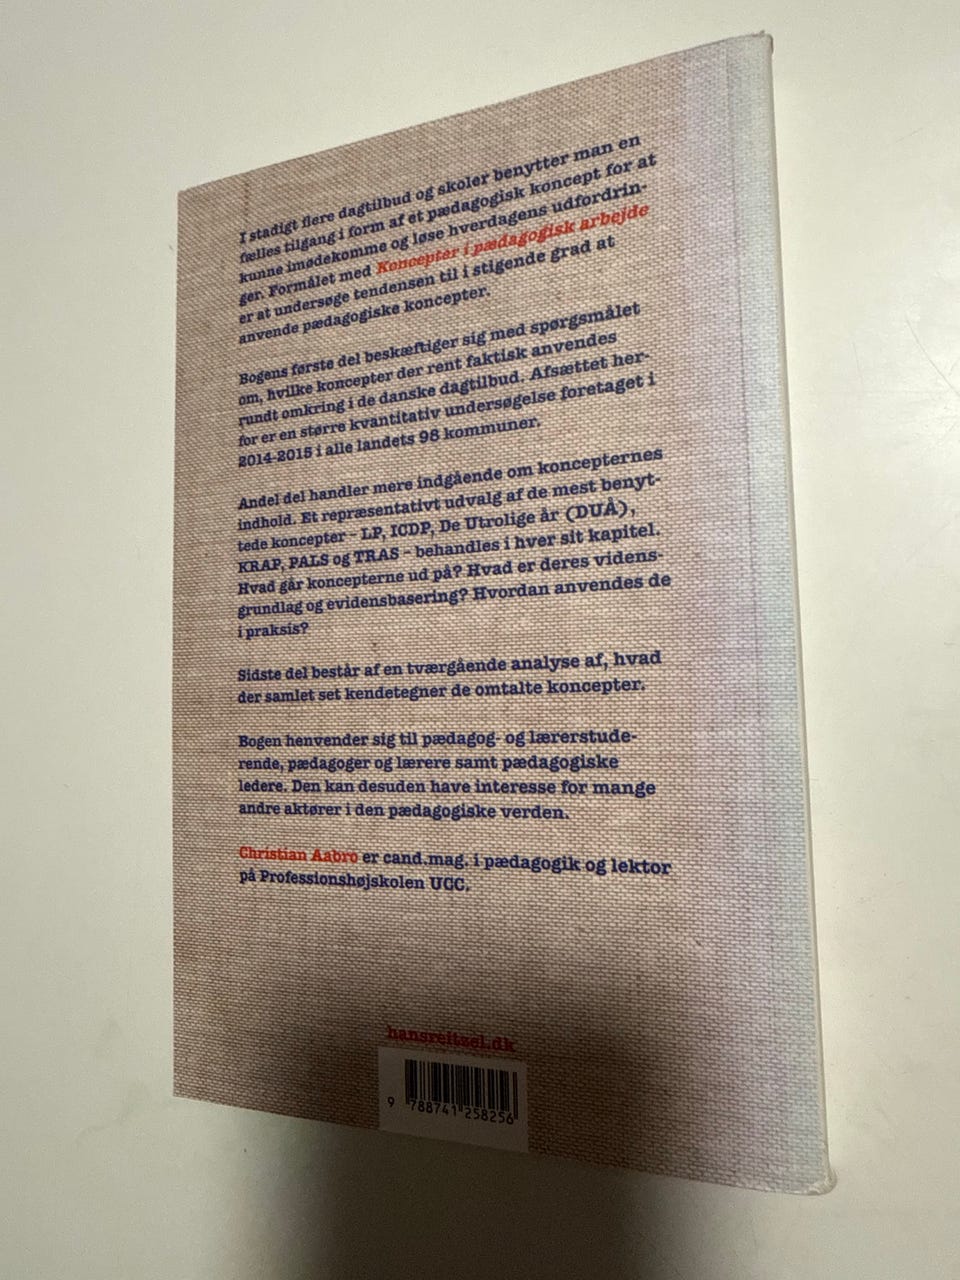 I stadigt flere dagtilbud og skoler benytter man en
fælles tilgang i form af et pædagogisk koncept for at
kunne imødekomme og løse hverdagens udfordrin-
ger. Formålet med Koncepter i pædagogisk arbejde
er at undersøge tendensen til i stigende grad at
anvende pædagogiske koncepter.
Bogens første del beskæftiger sig med spørgsmålet
om, hvilke koncepter der rent faktisk anvendes
rundt omkring i de danske dagtilbud. Afsættet her-
for er en større kvantitativ undersøgelse foretaget i
2014-2015 i alle landets 98 kommuner.
Andel del handler mere indgående om koncepternes
indhold. Et repræsentativt udvalg af de mest benyt-
tede koncepter – LP, ICDP, De Utrolige år (DUÅ),
KRAP, PALS og TRAS – behandles i hver sit kapitel.
Hvad går koncepterne ud på? Hvad er deres videns-
grundlag og evidensbasering? Hvordan anvendes de
i praksis?
Sidste del består af en tværgående analyse af, hvad
der samlet set kendetegner de omtalte koncepter.
Bogen henvender sig til pædagog- og lærerstude-
rende, pædagoger og lærere samt pædagogiske
ledere. Den kan desuden have interesse for mange
andre aktører i den pædagogiske verden.
Christian Aabro er cand.mag. i pædagogik og lektor
på Professionshøjskolen UCC.
hansreitzel.dk
9 788741 258256